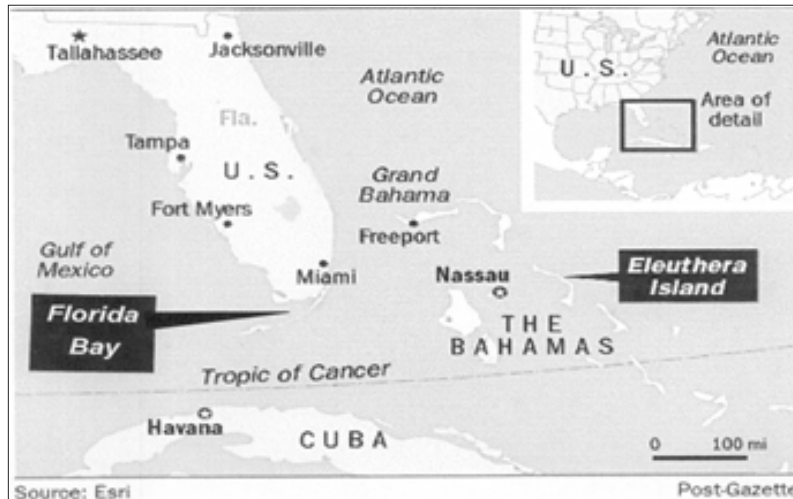 Tallahassee
Jacksonville
Atlantic
Ocean
Fla.
Tampa
U.S.
Grand
Bahama
Fort Myers
Freeport
Gulf of
Mexico
Miami
Nassau
Eleuthera
Island
Florida
Bay
THE
BAHAMAS
Tropic of Cancer
Havana
CUBA
0 100 mi
U.S.
Atlantic
Ocean
Area of
detail
Source: Esri
Post-Gazette